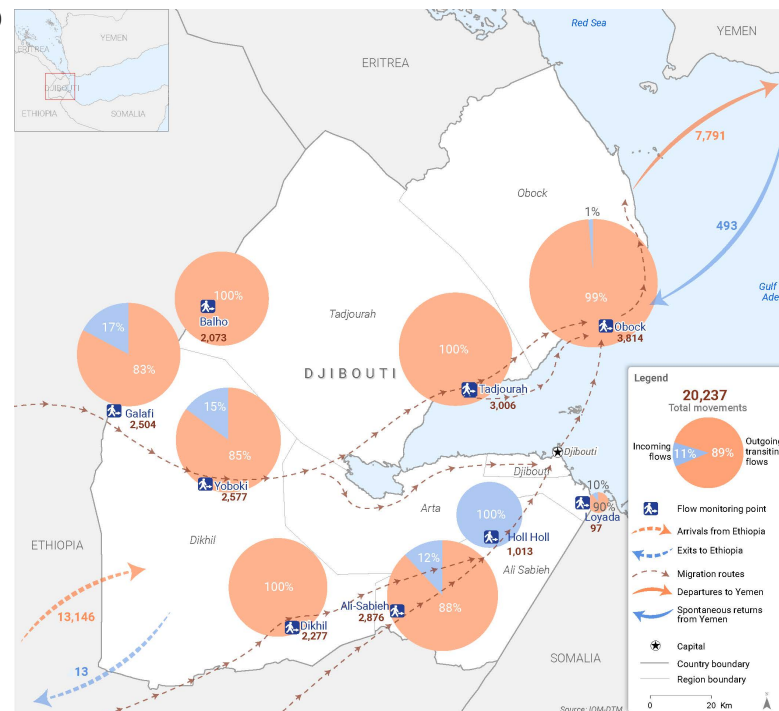 Red Sea
YEMEN
YEMEN
ERITREA
DJIBOUTI
ETHIOPIA
SOMALIA
ERITREA
7,791
493
Obock
1%
99%
Obock
3,814
Gulf
Ade
100%
Balho
2,073
17%
83%
Galafi
2,504
Tadjourah
100%
Tadjourah
3,006
DJIBOUTI
15%
85%
Yoboki
2,577
Djibouti
Djibouti
10%
90%
Loyada
97
Arta
100%
Holl Holl
1,013
Ali Sabieh
12%
88%
Ali-Sabieh
2,876
Dikhil
100%
Dikhil
2,277
ETHIOPIA
13,146
13
SOMALIA
Source: IOM-DTM
Legend
20,237
Total movements
Incoming
flows
11%
89%
Outgoing
transitin
flows
Flow monitoring point
Arrivals from Ethiopia
Exits to Ethiopia
Migration routes
Departures to Yemen
Spontaneous returns
from Yemen
Capital
Country boundary
Region boundary
0 20 Km